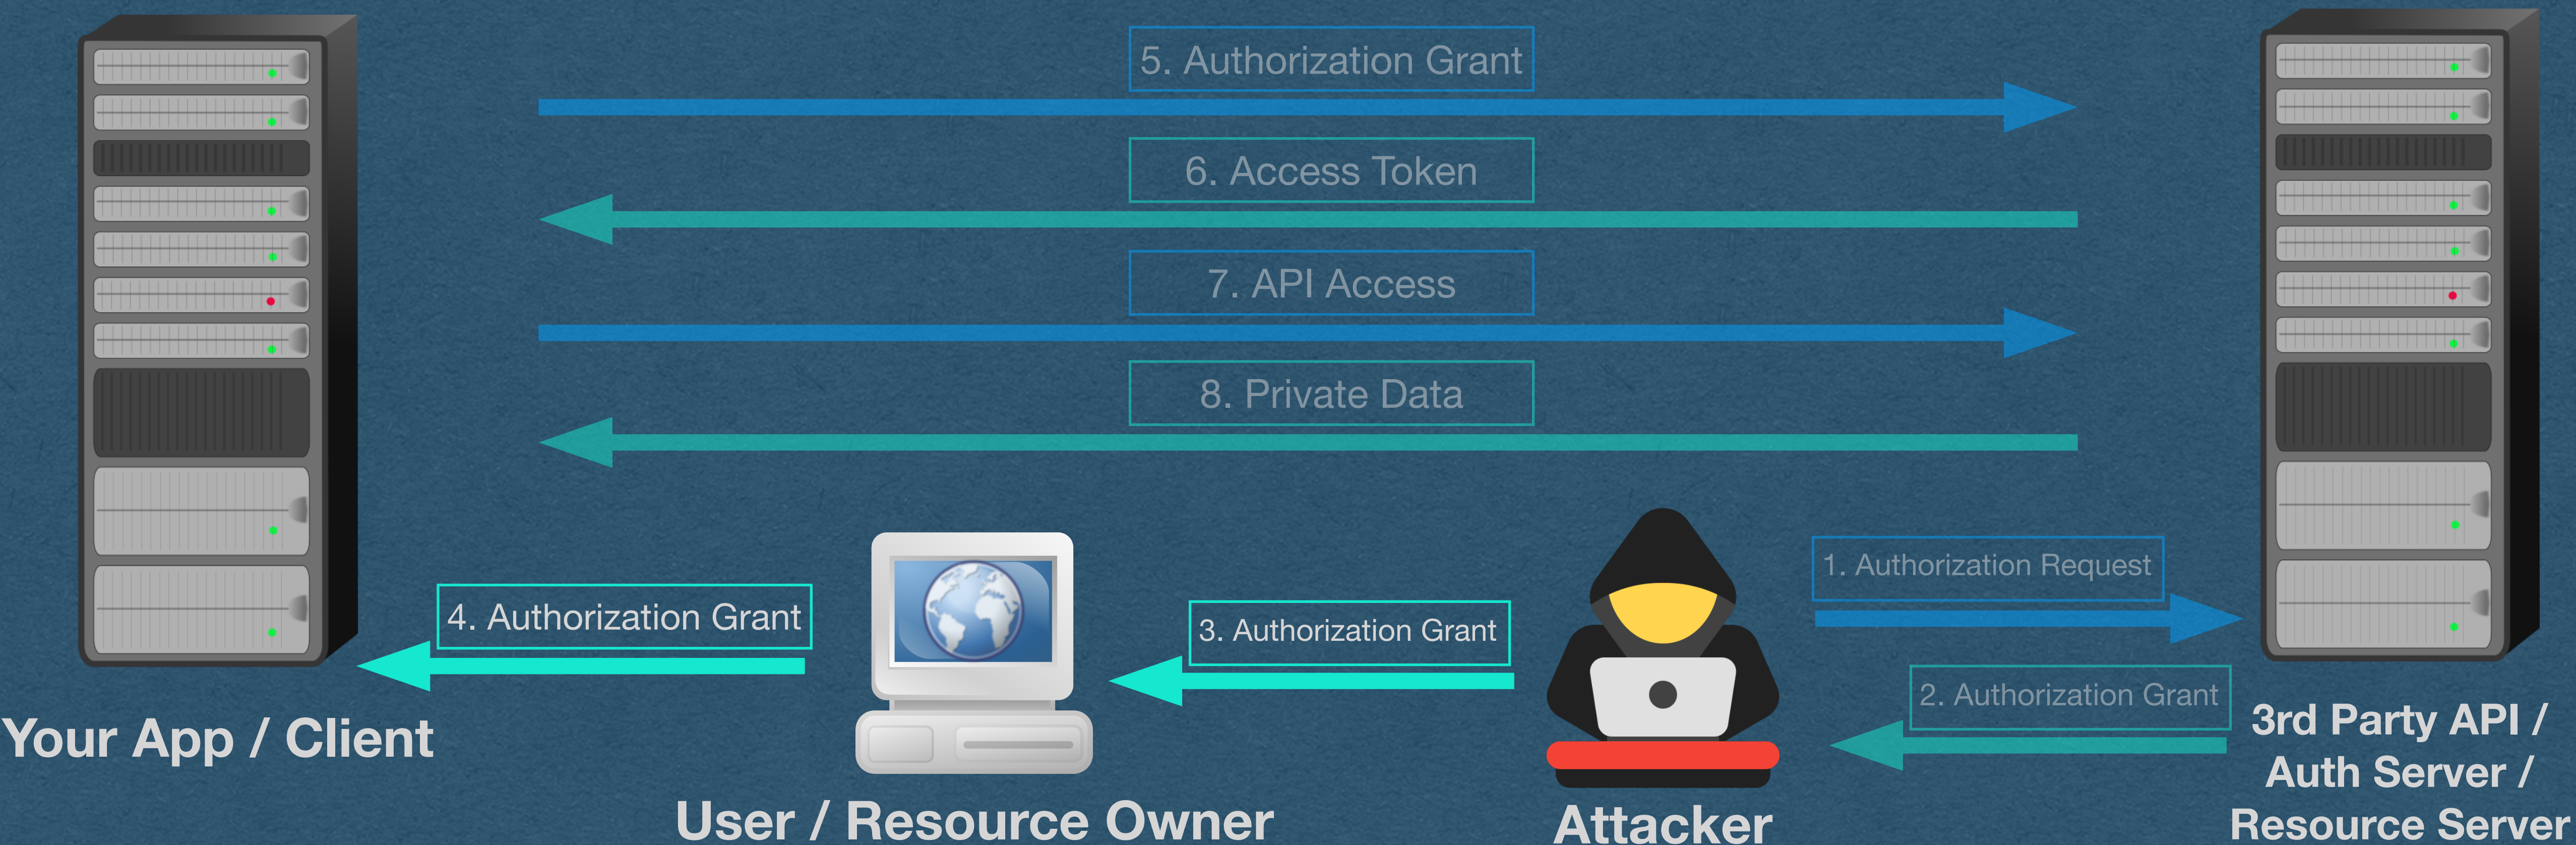 5. Authorization Grant
6. Access Token
7. API Access
8. Private Data
1. Authorization Request
4. Authorization Grant
3. Authorization Grant
2. Authorization Grant
Your App / Client
User / Resource Owner
Attacker
3rd Party API /
Auth Server /
Resource Server